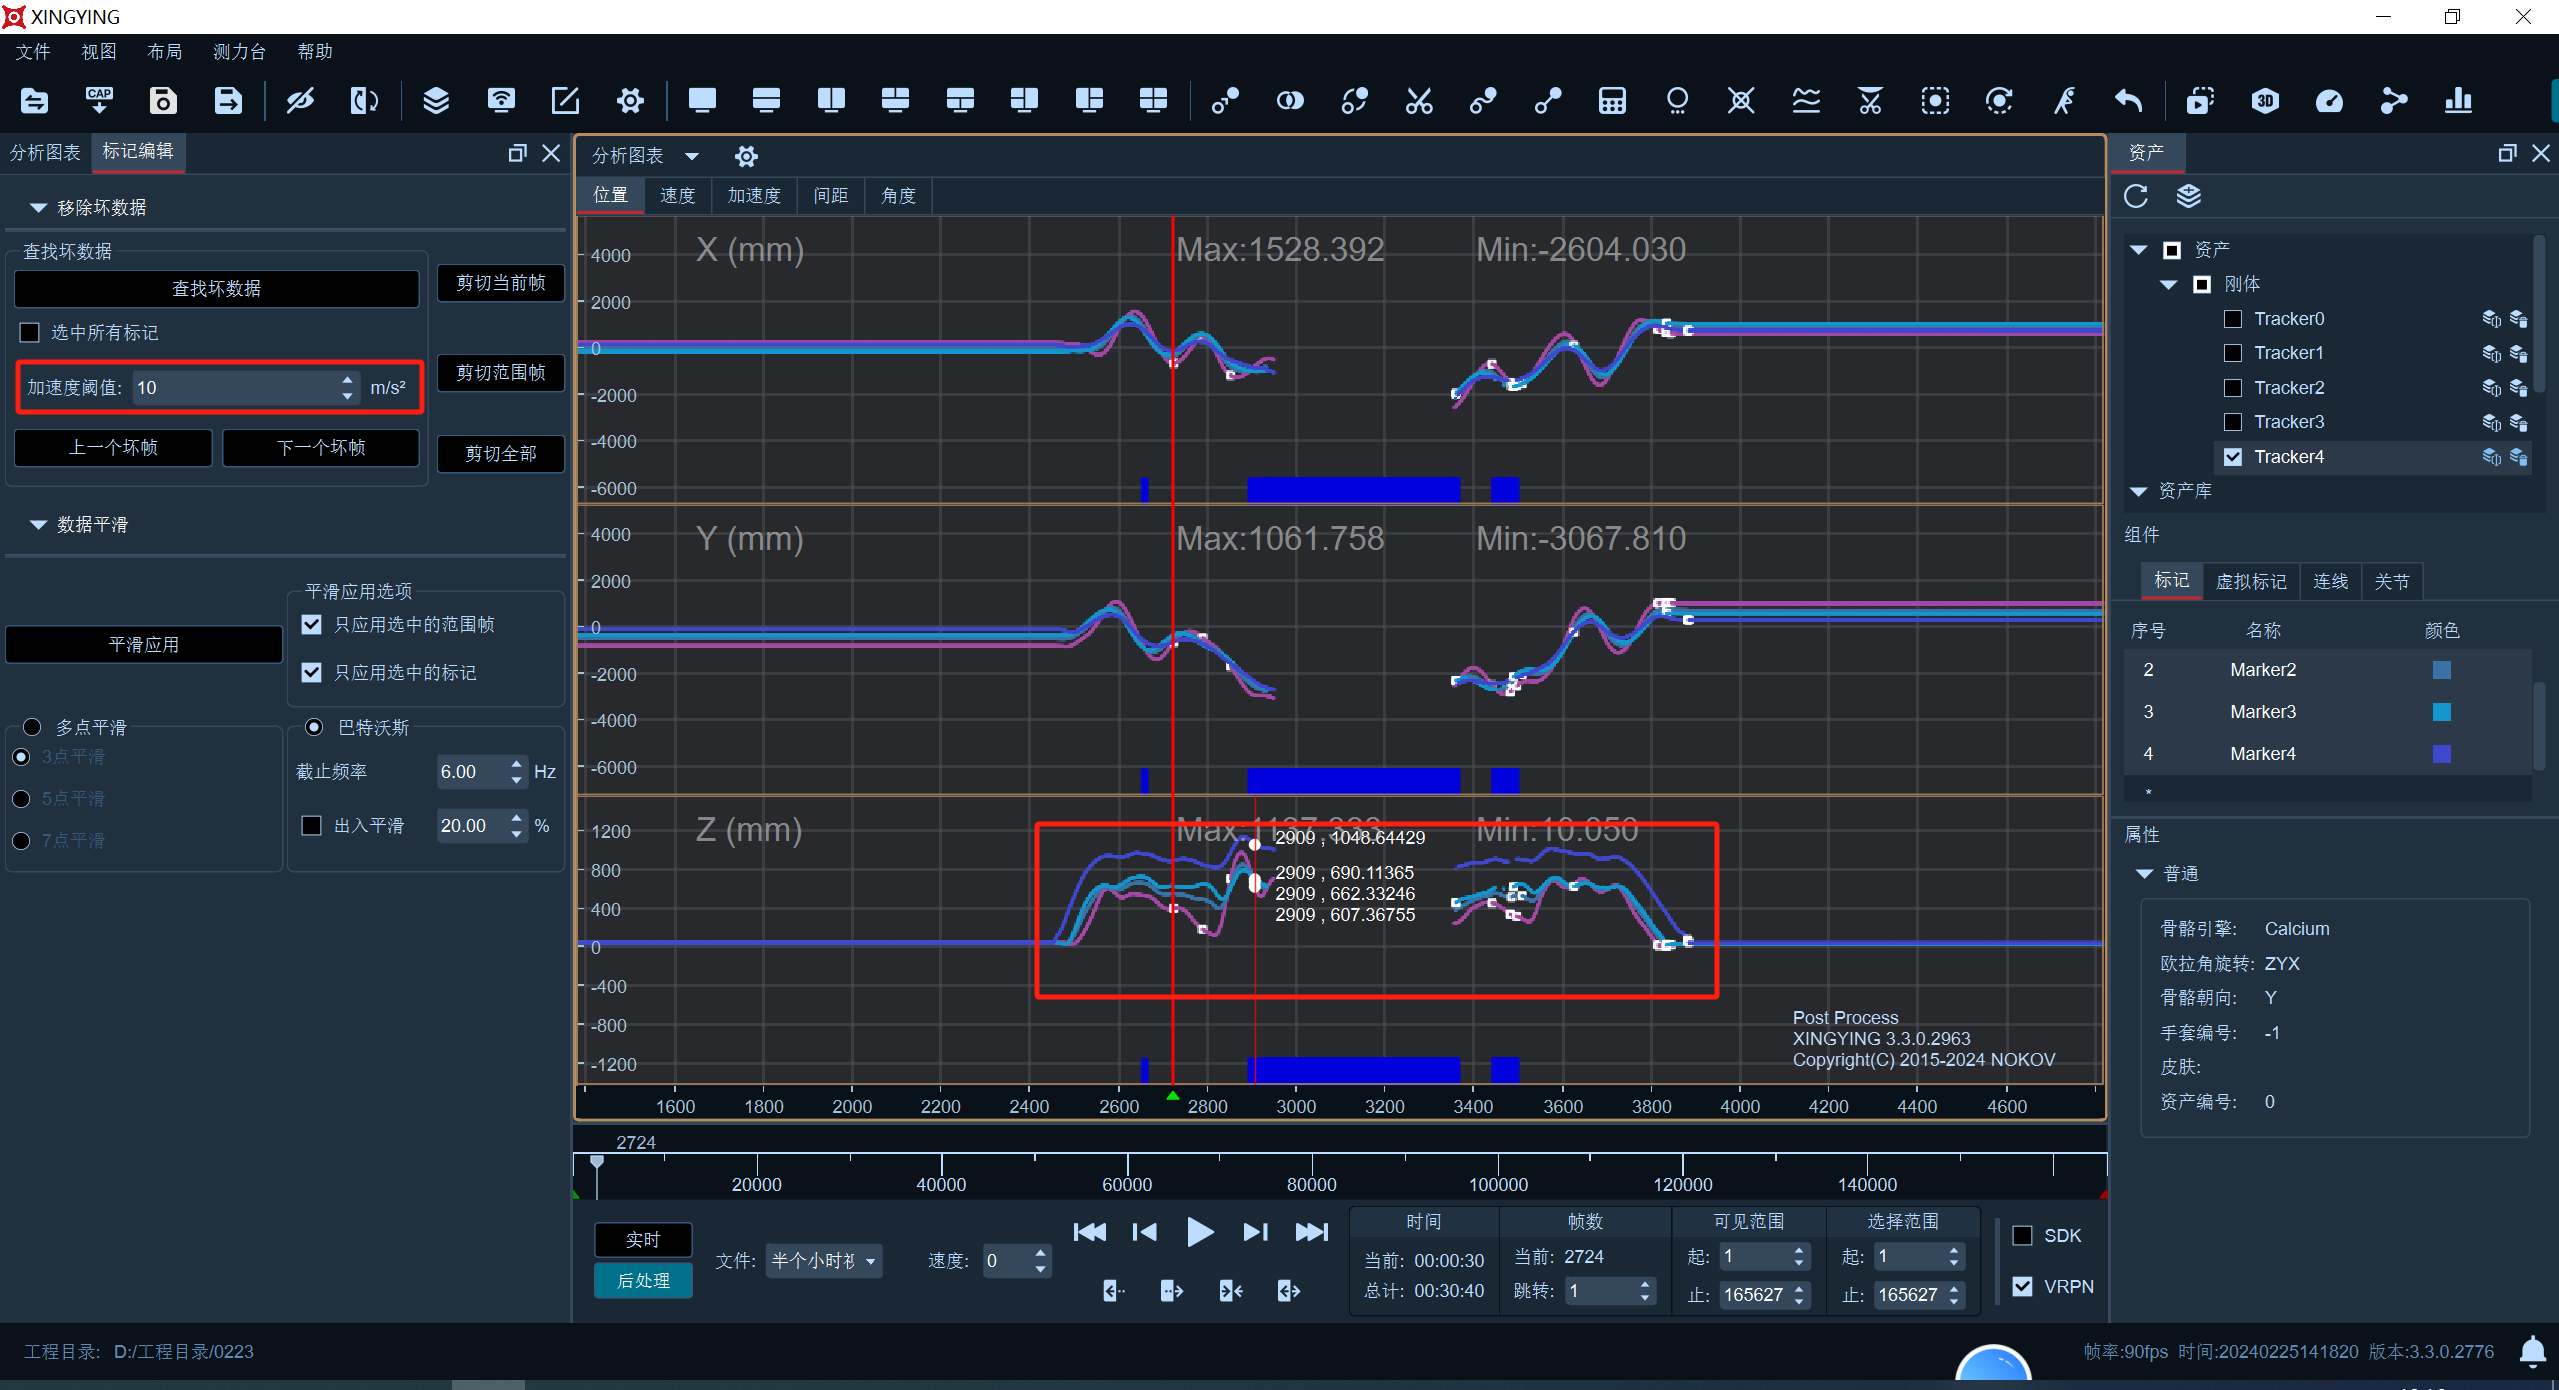 XINGYING
文件 视图 布局 测力台 帮助
CAP
3D
分析图表 标记编辑
移除坏数据
查找坏数据
查找坏数据
剪切当前帧
选中所有标记
加速度阈值: 10 m/s²
剪切范围帧
上一个坏帧 下一个坏帧
剪切全部
数据平滑
平滑应用选项
只应用选中的范围帧
平滑应用
只应用选中的标记
多点平滑
3点平滑
5点平滑
7点平滑
巴特沃斯
截止频率 6.00 Hz
出入平滑 20.00 %
分析图表
位置 速度 加速度 间距 角度
X (mm) Max:1528.392 Min:-2604.030
4000
2000
0
-2000
-4000
-6000
Y (mm) Max:1061.758 Min:-3067.810
4000
2000
0
-2000
-4000
-6000
Z (mm) Min:10.050
1200
800
400
0
-400
-800
-1200
2909 , 1048.64429
2909 , 690.11365
2909 , 662.33246
2909 , 607.36755
Post Process
XINGYING 3.3.0.2963
Copyright(C) 2015-2024 NOKOV
1600 1800 2000 2200 2400 2600 2800 3000 3200 3400 3600 3800 4000 4200 4400 4600
2724
20000 40000 60000 80000 100000 120000 140000
实时
后处理
文件: 半个小时
速度: 0
时间
当前: 00:00:30
总计: 00:30:40
帧数
当前: 2724
跳转: 1
可见范围
起: 1
止: 165627
选择范围
起: 1
止: 165627
SDK
VRPN
资产
资产
刚体
Tracker0
Tracker1
Tracker2
Tracker3
Tracker4
资产库
组件
标记 虚拟标记 连线 关节
序号 名称 颜色
2 Marker2
3 Marker3
4 Marker4
*
属性
普通
骨骼引擎: Calcium
欧拉角旋转: ZYX
骨骼朝向: Y
手套编号: -1
皮肤:
资产编号: 0
工程目录: D:/工程目录/0223
帧率:90fps 时间:20240225141820 版本:3.3.0.2776